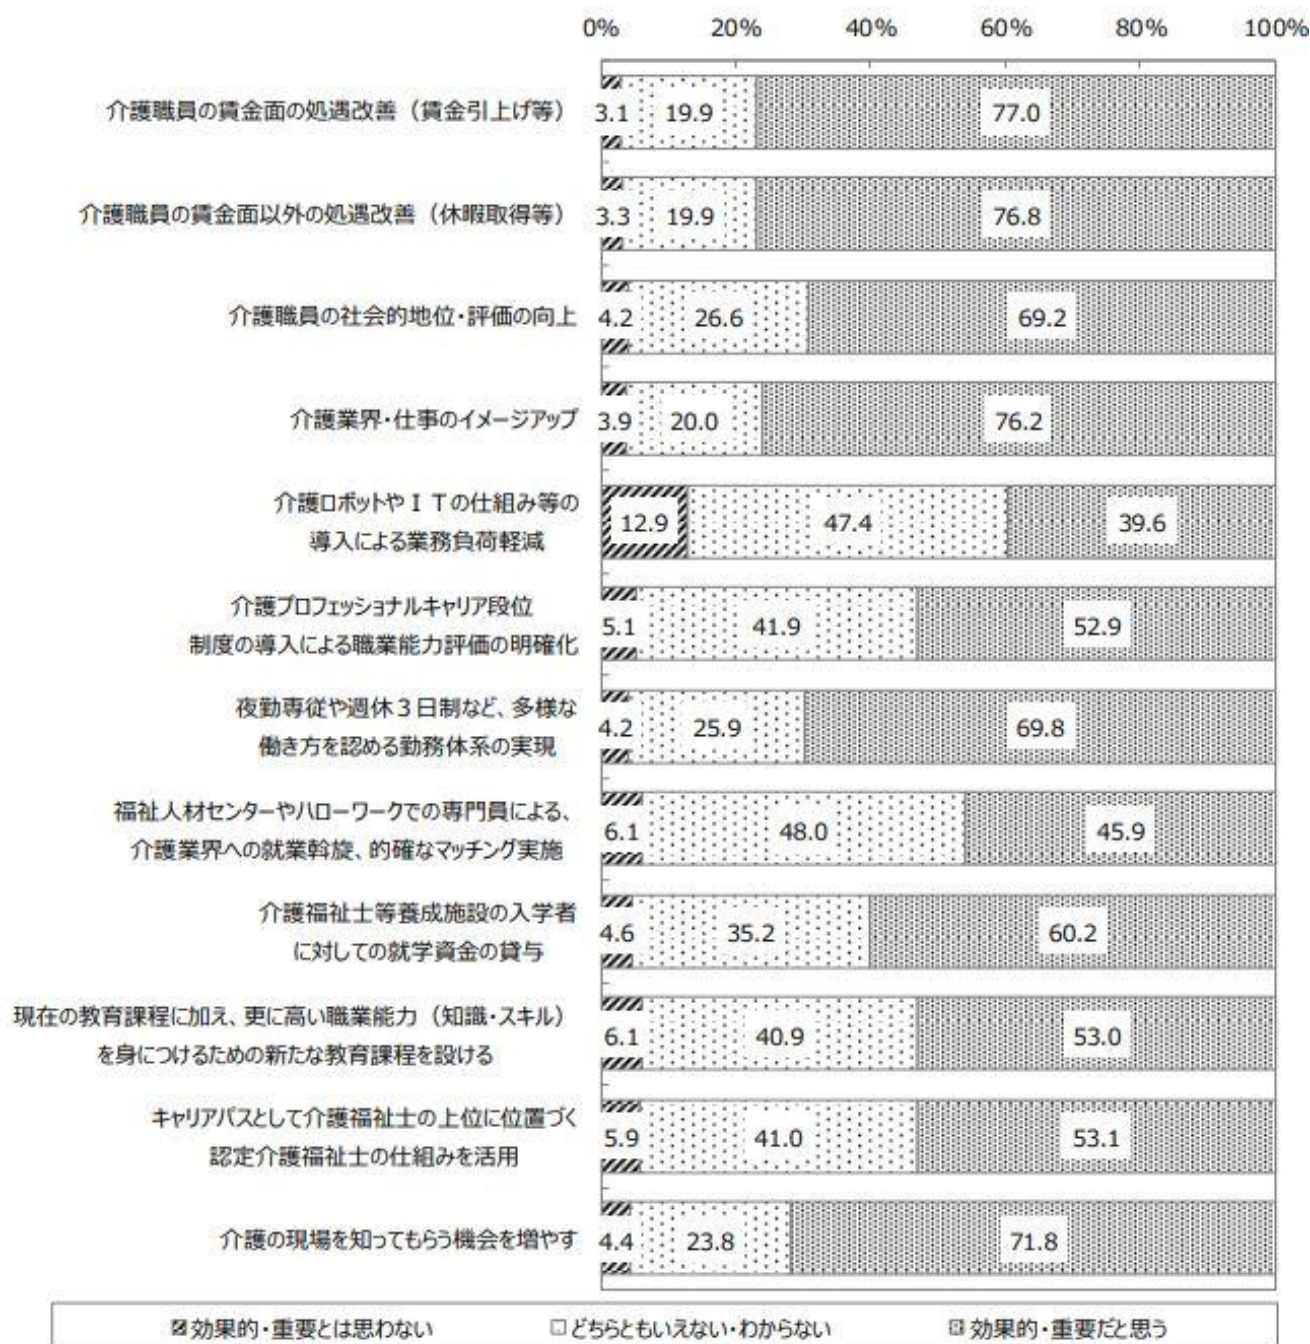 0% 20% 40% 60% 80% 100%
介護職員の賃金面の処遇改善（賃金引上げ等） 3.1 19.9 77.0
介護職員の賃金面以外の処遇改善（休暇取得等） 3.3 19.9 76.8
介護職員の社会的地位・評価の向上 4.2 26.6 69.2
介護業界・仕事のイメージアップ 3.9 20.0 76.2
介護ロボットやＩＴの仕組み等の
導入による業務負荷軽減
12.9 47.4 39.6
介護プロフェッショナルキャリア段位
制度の導入による職業能力評価の明確化
5.1 41.9 52.9
夜勤専従や週休３日制など、多様な
働き方を認める勤務体系の実現
4.2 25.9 69.8
福祉人材センターやハローワークでの専門員による、
介護業界への就業斡旋、的確なマッチング実施
6.1 48.0 45.9
介護福祉士等養成施設の入学者
に対しての就学資金の貸与
4.6 35.2 60.2
現在の教育課程に加え、更に高い職業能力（知識・スキル）
を身につけるための新たな教育課程を設ける
6.1 40.9 53.0
キャリアパスとして介護福祉士の上位に位置づく
認定介護福祉士の仕組みを活用
5.9 41.0 53.1
介護の現場を知ってもらう機会を増やす 4.4 23.8 71.8
効果的・重要とは思わない どちらともいえない・わからない 効果的・重要だと思う